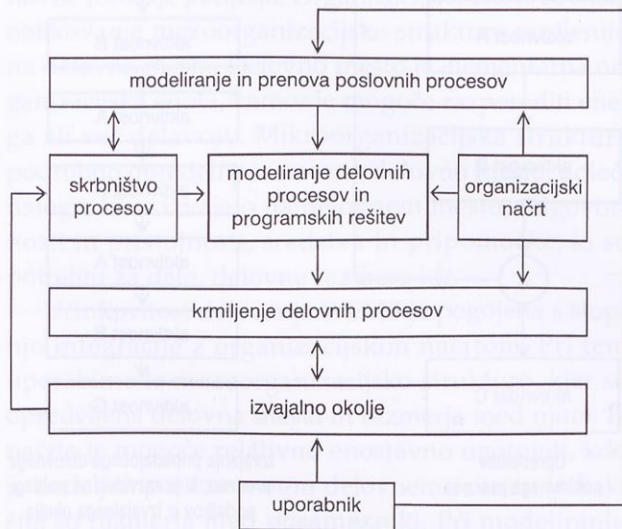 modeliranje in prenova poslovnih procesov
skrbništvo
procesov
modeliranje delovnih
procesov in
programskih rešitev
organizacijski
načrt
krmiljenje delovnih procesov
izvajalno okolje
uporabnik